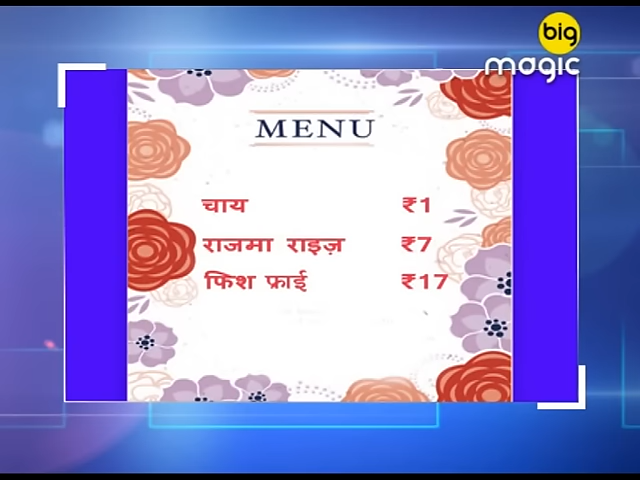 big
magic
MENU
चाय ₹1
राजमा राइज़ ₹7
फिश फ्राई ₹17